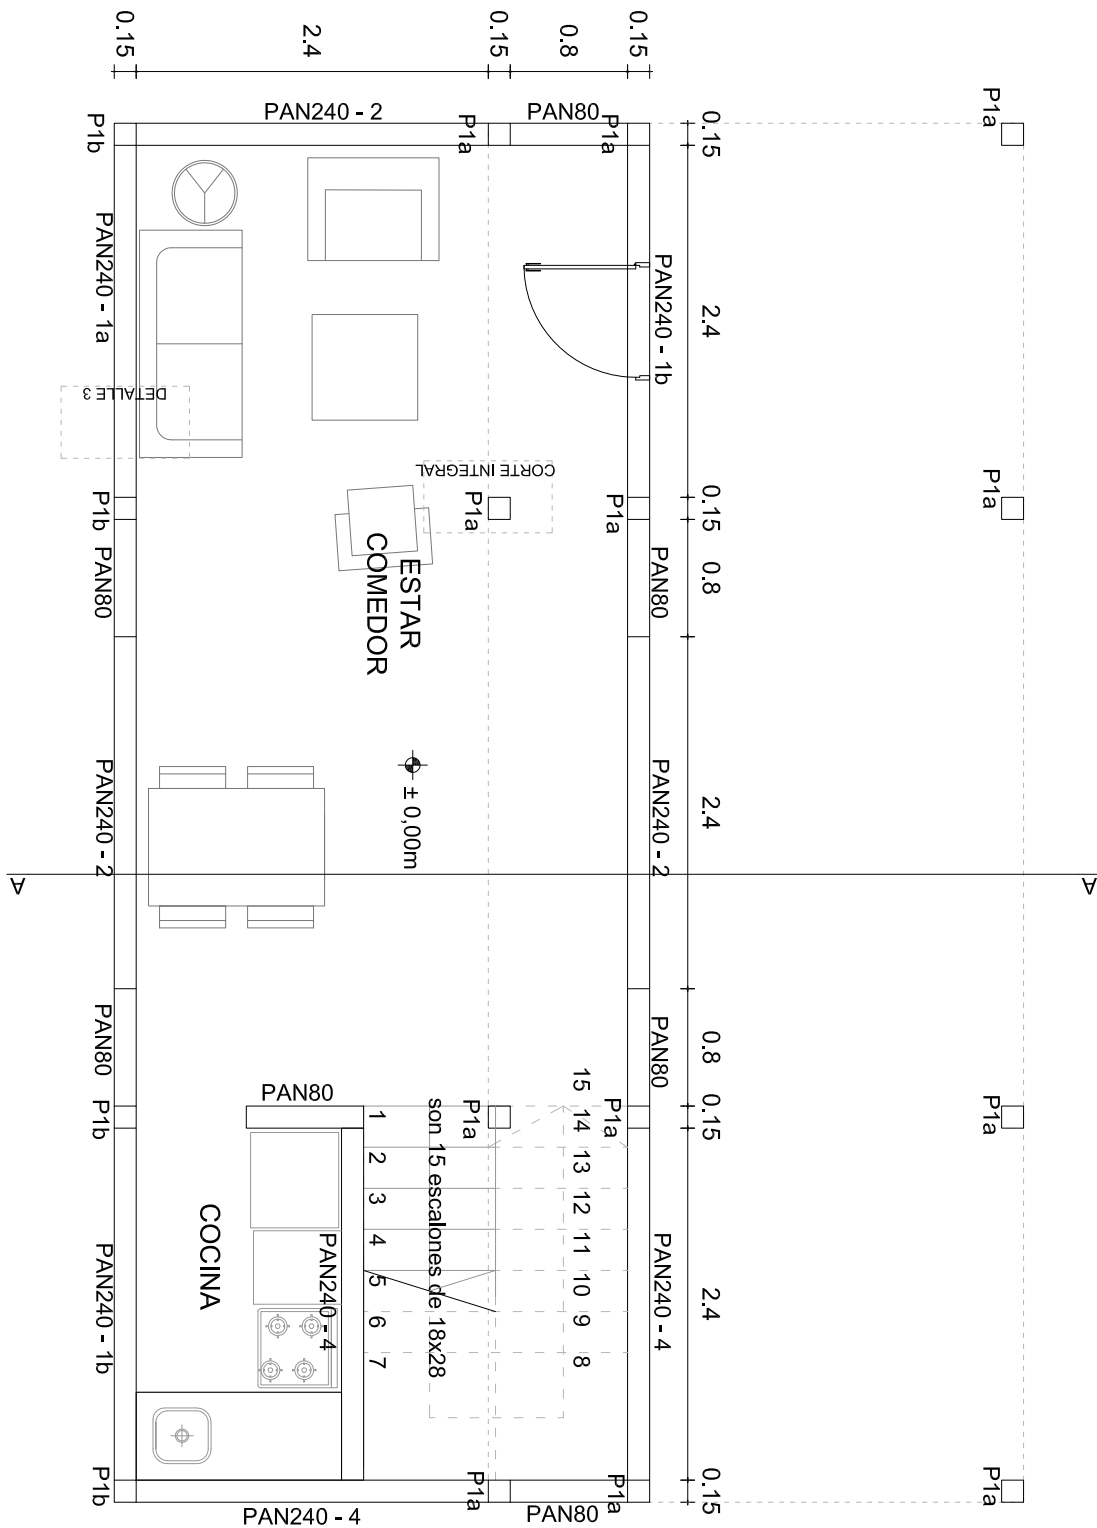 0.15
2.4
0.15
0.8
0.15
PAN240 - 2
PAN80
P1b
P1a
P1a
0.15
P1a
PAN240 - 1a
PAN240 - 1b
2.4
DETALLE 3
CORTE INTEGRAL
P1b
P1a
P1a
0.15
P1a
PAN80
PAN80
0.8
ESTAR
COMEDOR
± 0,00m
PAN240 - 2
PAN240 - 2
2.4
A
A
PAN80
PAN80
0.8
PAN80
P1b
P1a
P1a
0.15
P1a
1
2
3
4
5
6
7
son 15 escalones de 18x28
15
14
13
12
11
10
9
8
COCINA
PAN240 - 1b
PAN240 - 4
PAN240 - 4
2.4
P1b
P1a
P1a
0.15
P1a
PAN240 - 4
PAN80